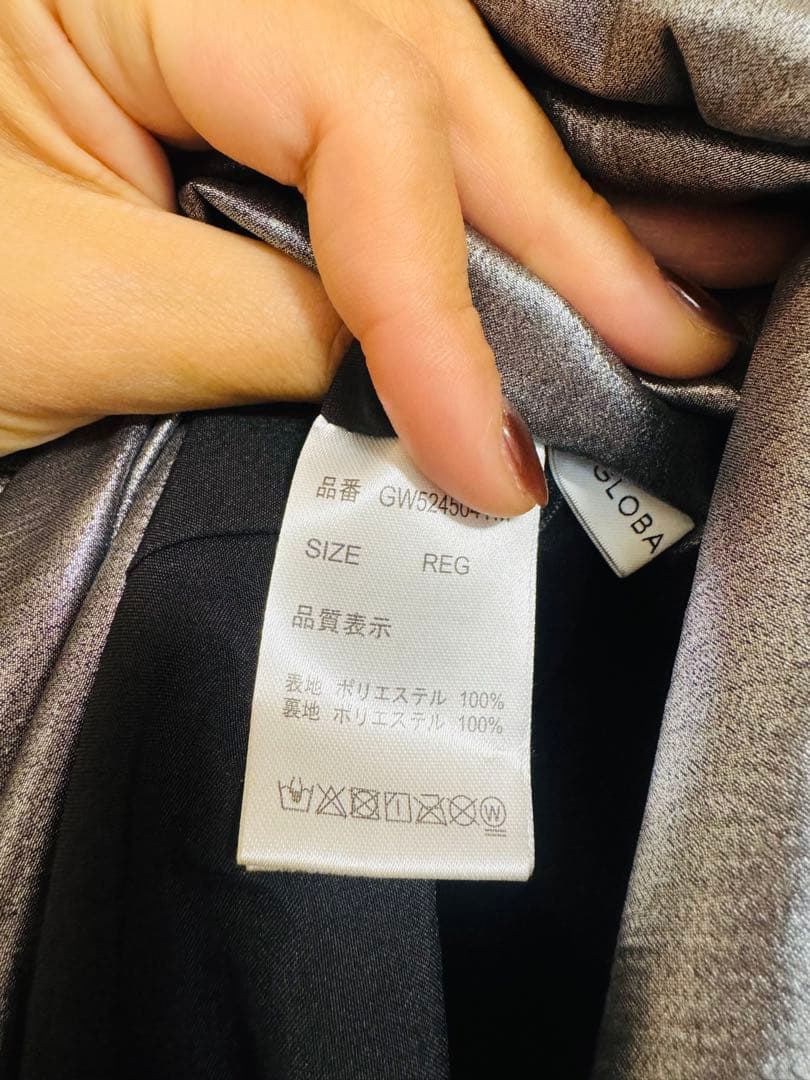 品番
SIZE REG
品質表示
表地 ポリエステル 100%
裏地 ポリエステル 100%
W
GLOBA